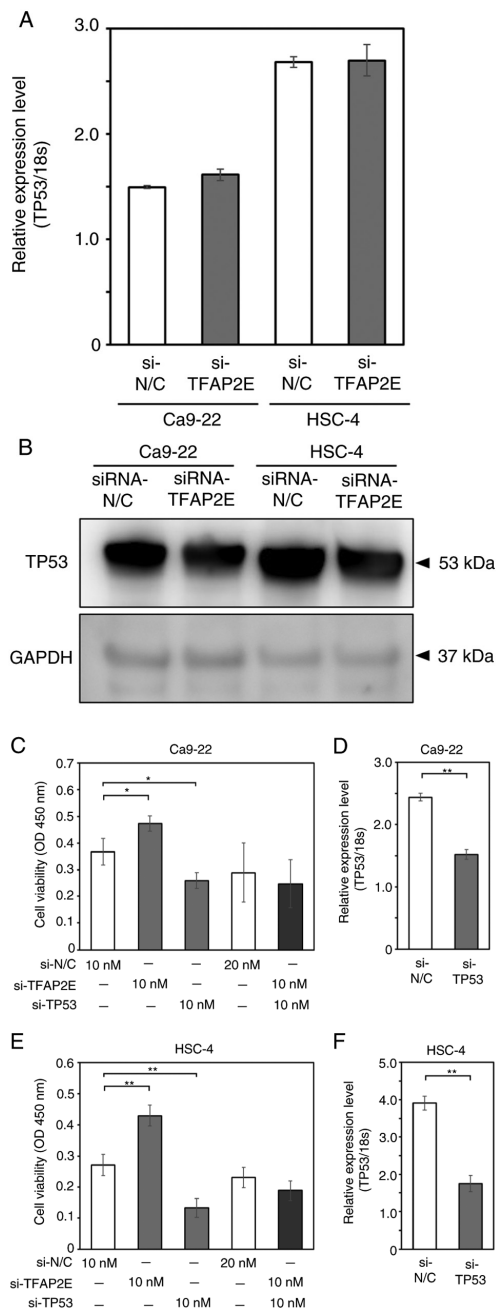 A
Relative expression level
(TP53/18s)
3.0
2.0
1.0
0
si-
N/C
si-
TFAP2E
si-
N/C
si-
TFAP2E
Ca9-22
HSC-4
B
Ca9-22
HSC-4
siRNA-
N/C
siRNA-
TFAP2E
siRNA-
N/C
siRNA-
TFAP2E
TP53
53 kDa
GAPDH
37 kDa
C
Ca9-22
Cell viability (OD 450 nm)
0.7
0.6
0.5
0.4
0.3
0.2
0.1
0
*
*
si-N/C
10 nM
–
–
20 nM
–
si-TFAP2E
–
10 nM
–
–
10 nM
si-TP53
–
–
10 nM
–
10 nM
D
Ca9-22
Relative expression level
(TP53/18s)
3.0
2.0
1.0
0
**
si-
N/C
si-
TP53
E
HSC-4
Cell viability (OD 450 nm)
0.6
0.5
0.4
0.3
0.2
0.1
0
**
**
si-N/C
10 nM
–
–
20 nM
–
si-TFAP2E
–
10 nM
–
–
10 nM
si-TP53
–
–
10 nM
–
10 nM
F
HSC-4
Relative expression level
(TP53/18s)
5.0
4.0
3.0
2.0
1.0
0
**
si-
N/C
si-
TP53